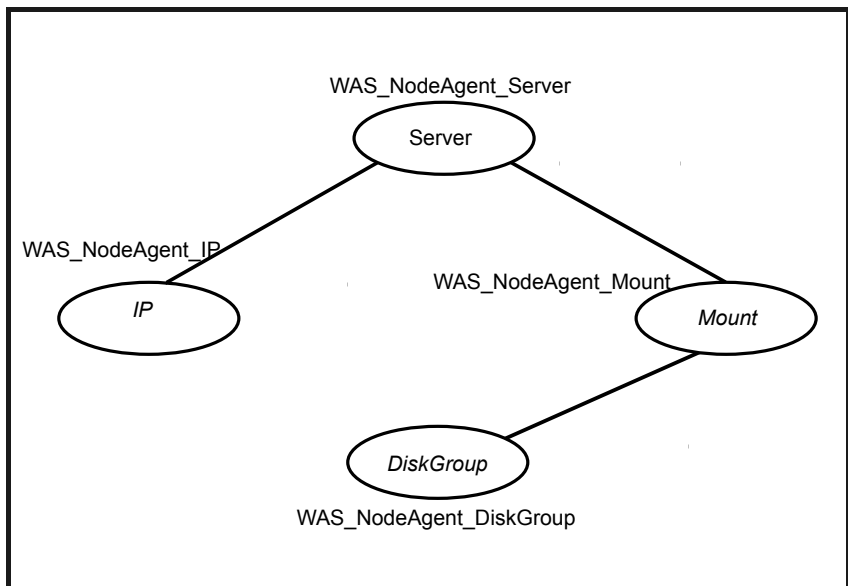 WAS_NodeAgent_Server
Server
WAS_NodeAgent_IP
IP
WAS_NodeAgent_Mount
Mount
DiskGroup
WAS_NodeAgent_DiskGroup